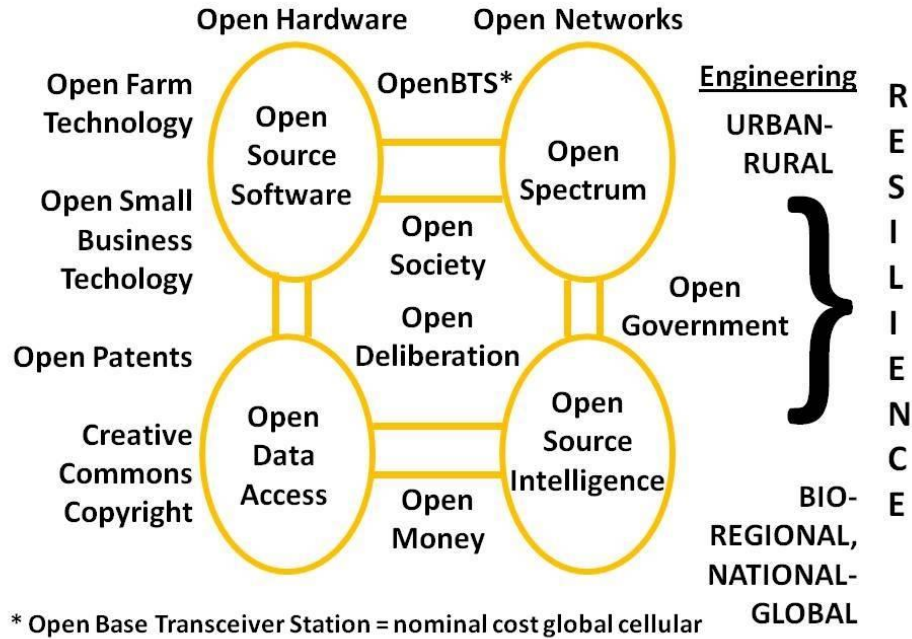 Open Hardware
Open Networks
Open Farm
Technology
OpenBTS*
Engineering
URBAN-
RURAL
Open
Source
Software
Open
Spectrum
Open Small
Business
Techology
Open
Society
Open
Deliberation
Open
Government
RESILIENCE
Open Patents
Creative
Commons
Copyright
Open
Data
Access
Open
Source
Intelligence
Open
Money
BIO-
REGIONAL,
NATIONAL-
GLOBAL
* Open Base Transceiver Station = nominal cost global cellular